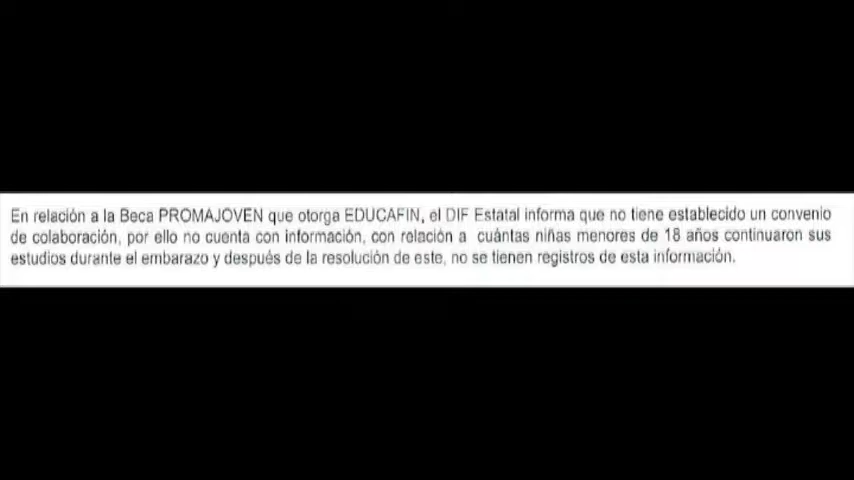 En relación a la Beca PROMAJOVEN que otorga EDUCAFIN, el DIF Estatal informa que no tiene establecido un convenio
de colaboración, por ello no cuenta con información, con relación a cuántas niñas menores de 18 años continuaron sus
estudios durante el embarazo y después de la resolución de este, no se tienen registros de esta información.